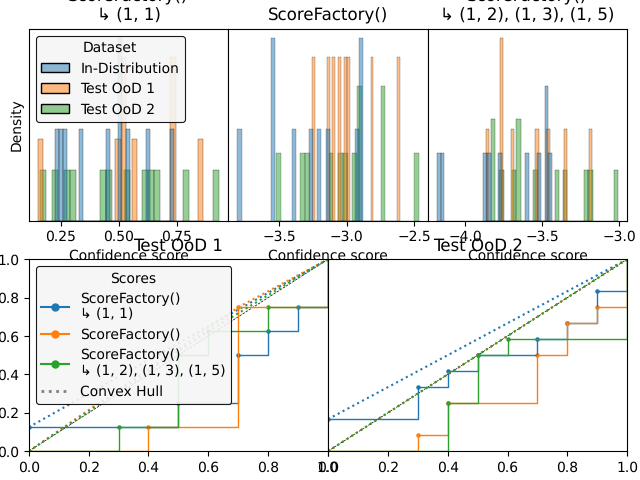 ScoreFactory()
↳ (1, 1)
ScoreFactory()
ScoreFactory()
↳ (1, 2), (1, 3), (1, 5)
Density
Dataset
In-Distribution
Test OoD 1
Test OoD 2
0.25 0.50 0.75
−3.5 −3.0 −2.5
−4.0 −3.5 −3.0
Confidence score
Confidence score
Confidence score
Test OoD 1
Test OoD 2
1.0
0.8
0.6
0.4
0.2
0.0
Scores
ScoreFactory()
↳ (1, 1)
ScoreFactory()
ScoreFactory()
↳ (1, 2), (1, 3), (1, 5)
Convex Hull
0.0 0.2 0.4 0.6 0.8 1.0
0.0 0.2 0.4 0.6 0.8 1.0